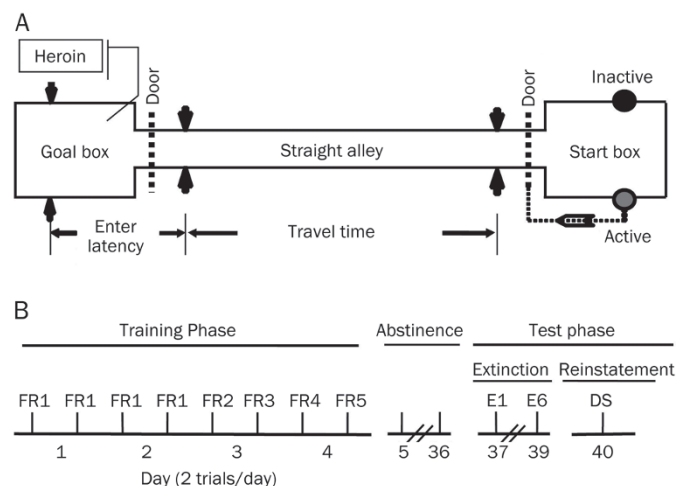 A
Heroin
Door
Door
Inactive
Goal box
Straight alley
Start box
Enter
latency
Travel time
Active
B
Training Phase
Abstinence
Test phase
Extinction
Reinstatement
FR1 FR1 FR1 FR1 FR2 FR3 FR4 FR5
E1 E6
DS
1 2 3 4 5 36 37 39 40
Day (2 trials/day)